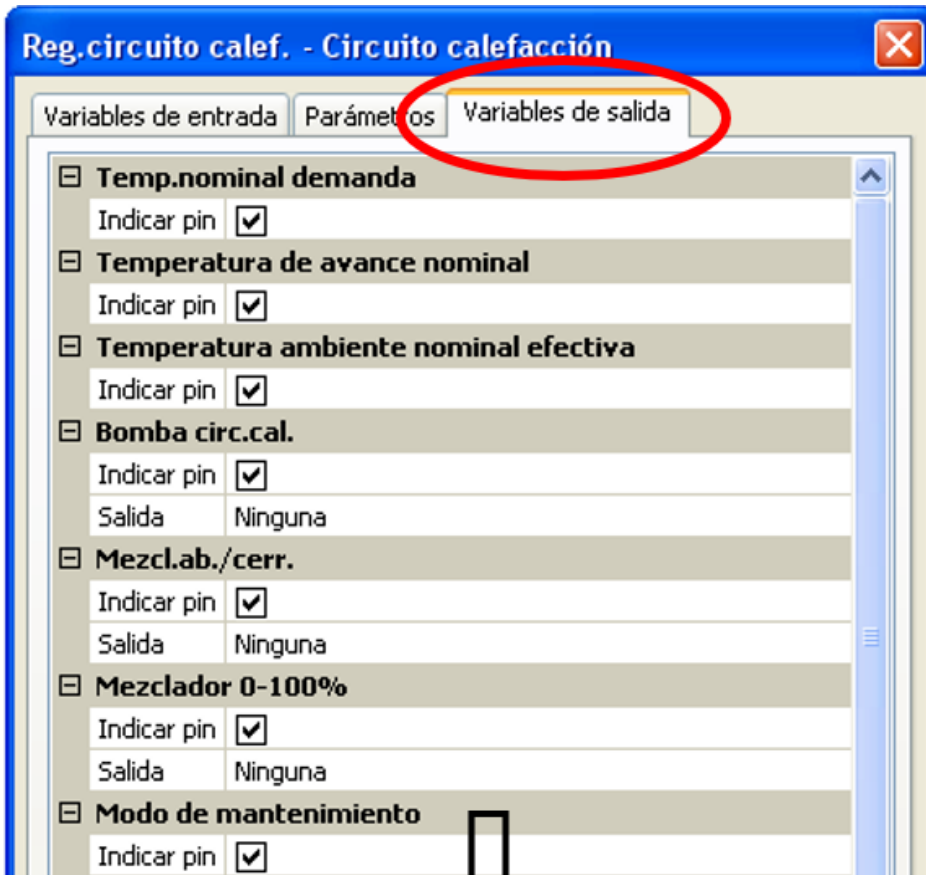 Reg.circuito calef. - Circuito calefacción
Variables de entrada Parámetros Variables de salida
Temp.nominal demanda
Indicar pin
Temperatura de avance nominal
Indicar pin
Temperatura ambiente nominal efectiva
Indicar pin
Bomba circ.cal.
Indicar pin
Salida Ninguna
Mezcl.ab./cerr.
Indicar pin
Salida Ninguna
Mezclador 0-100%
Indicar pin
Salida Ninguna
Modo de mantenimiento
Indicar pin